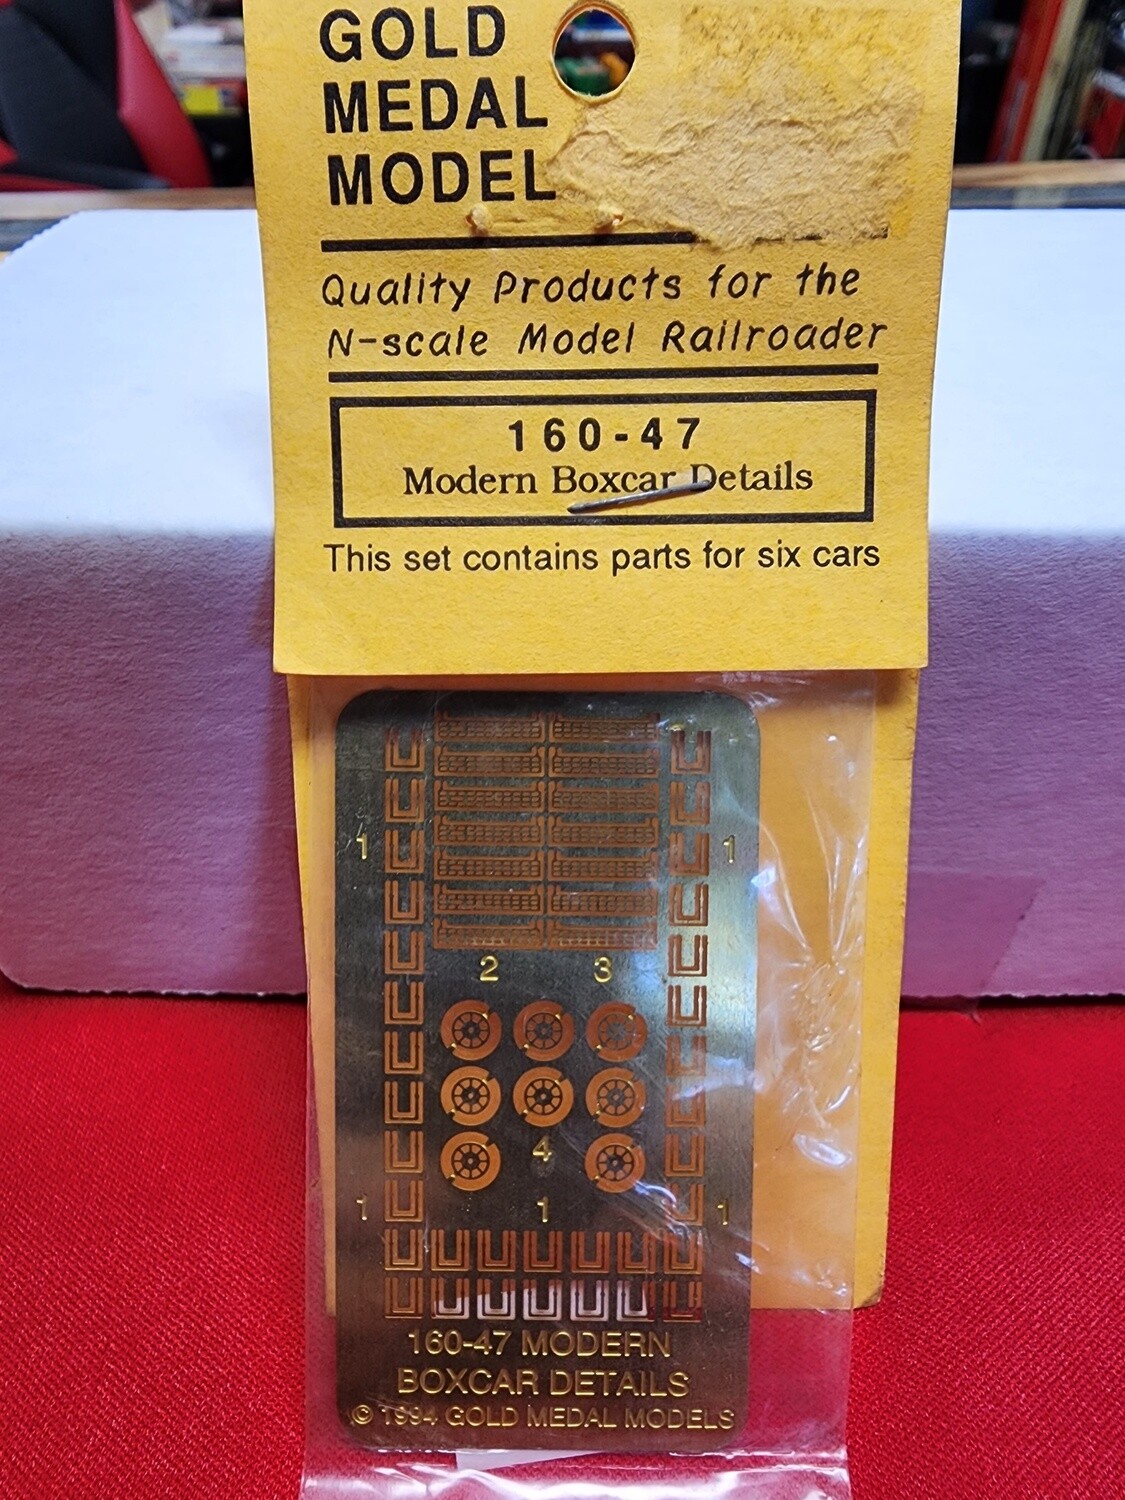 GOLD
MEDAL
MODEL
Quality Products for the
N-scale Model Railroader
160-47
Modern Boxcar Details
This set contains parts for six cars
1 1
2 3
4
1 1 1
160-47 MODERN
BOXCAR DETAILS
© 1994 GOLD MEDAL MODELS